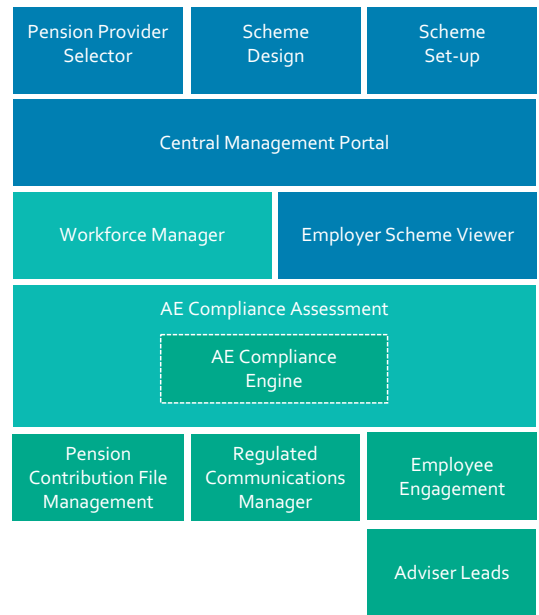 Pension Provider
Selector
Scheme
Design
Scheme
Set-up
Central Management Portal
Workforce Manager
Employer Scheme Viewer
AE Compliance Assessment
AE Compliance
Engine
Pension
Contribution File
Management
Regulated
Communications
Manager
Employee
Engagement
Adviser Leads